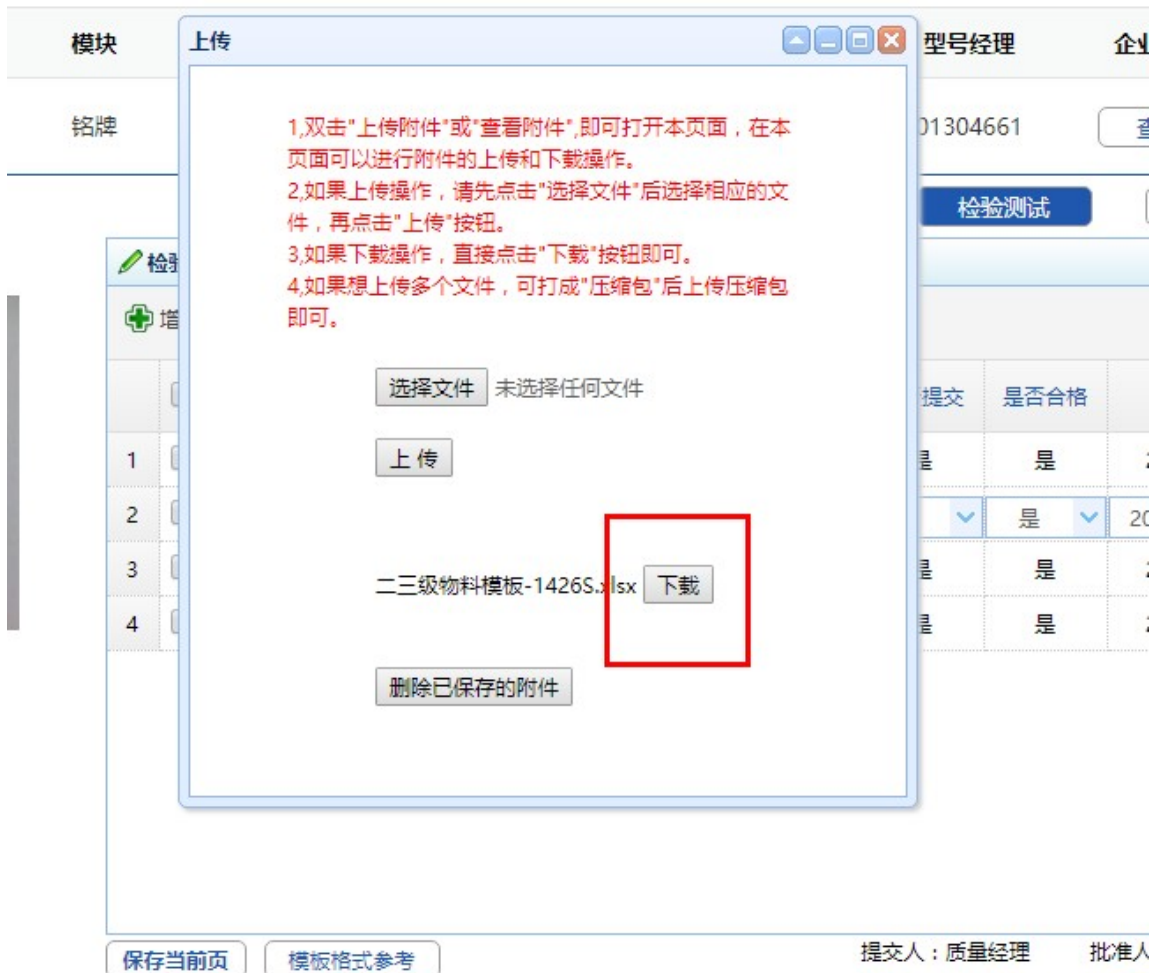 模块
上传
型号经理
铭牌
01304661
1,双击"上传附件"或"查看附件",即可打开本页面，在本
页面可以进行附件的上传和下载操作。
2,如果上传操作，请先点击"选择文件"后选择相应的文
件，再点击"上传"按钮。
3,如果下载操作，直接点击"下载"按钮即可。
4,如果想上传多个文件，可打成"压缩包"后上传压缩包
即可。
检验测试
增
选择文件 未选择任何文件
提交 是否合格
上 传
1 是 是
2 是 20
二三级物料模板-1426S.xlsx 下载
3 是 是
4 是 是
删除已保存的附件
保存当前页 模板格式参考 提交人：质量经理 批准人